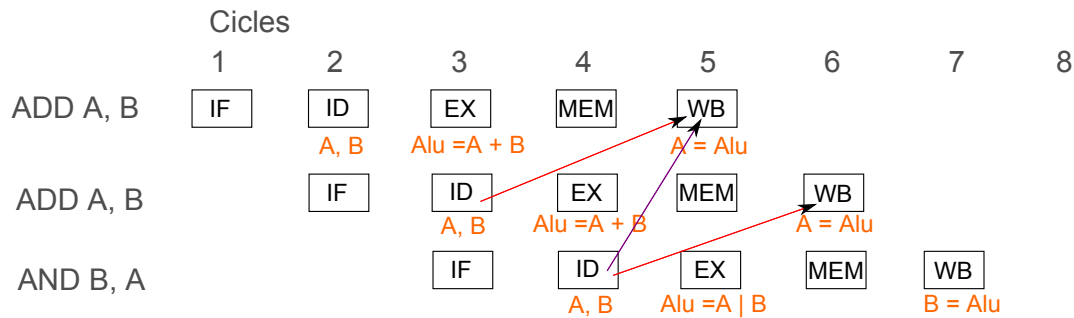 Cicles
1 2 3 4 5 6 7 8
ADD A, B IF ID EX MEM WB
A, B Alu =A + B A = Alu
ADD A, B IF ID EX MEM WB
A, B Alu =A + B A = Alu
AND B, A IF ID EX MEM WB
A, B Alu =A | B B = Alu